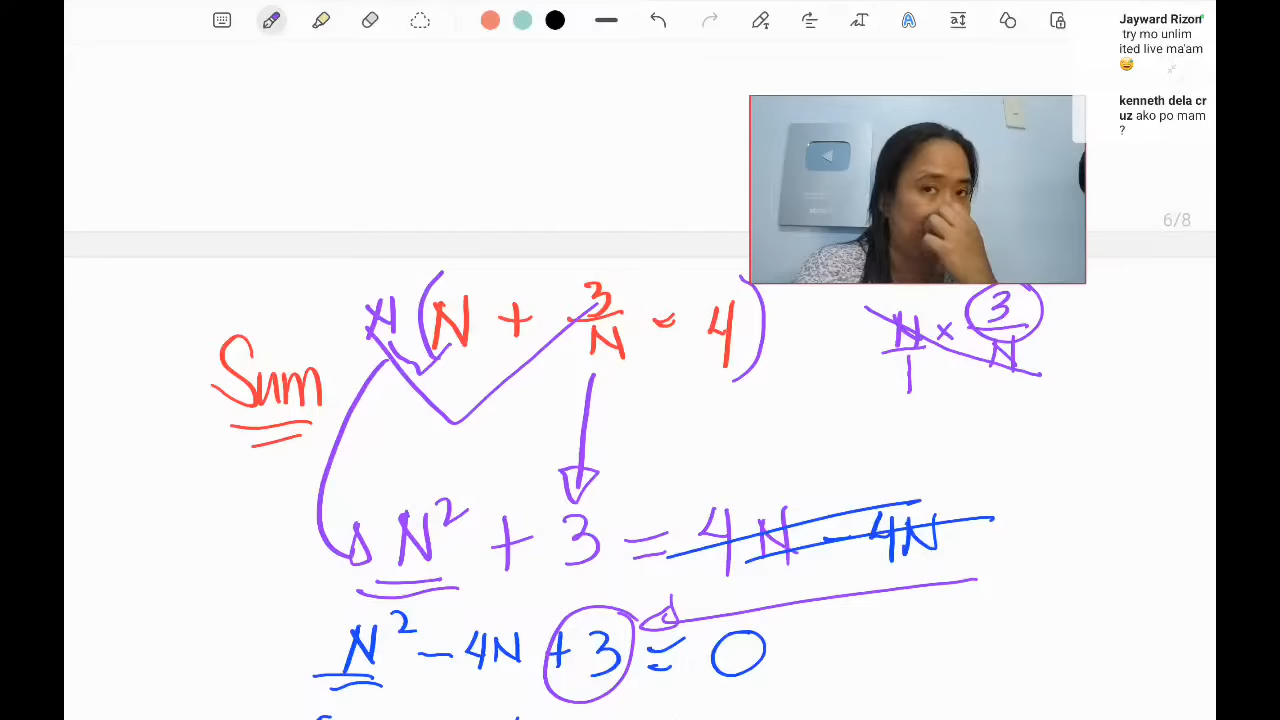 Jayward Rizon
try mo unlim
ited live ma'am
kenneth dela cr
uz ako po mam
?
6/8
N (N + 3/N = 4)
N/1 × 3/N
Sum
N² + 3 = 4N - 4N
N² - 4N + 3 = 0